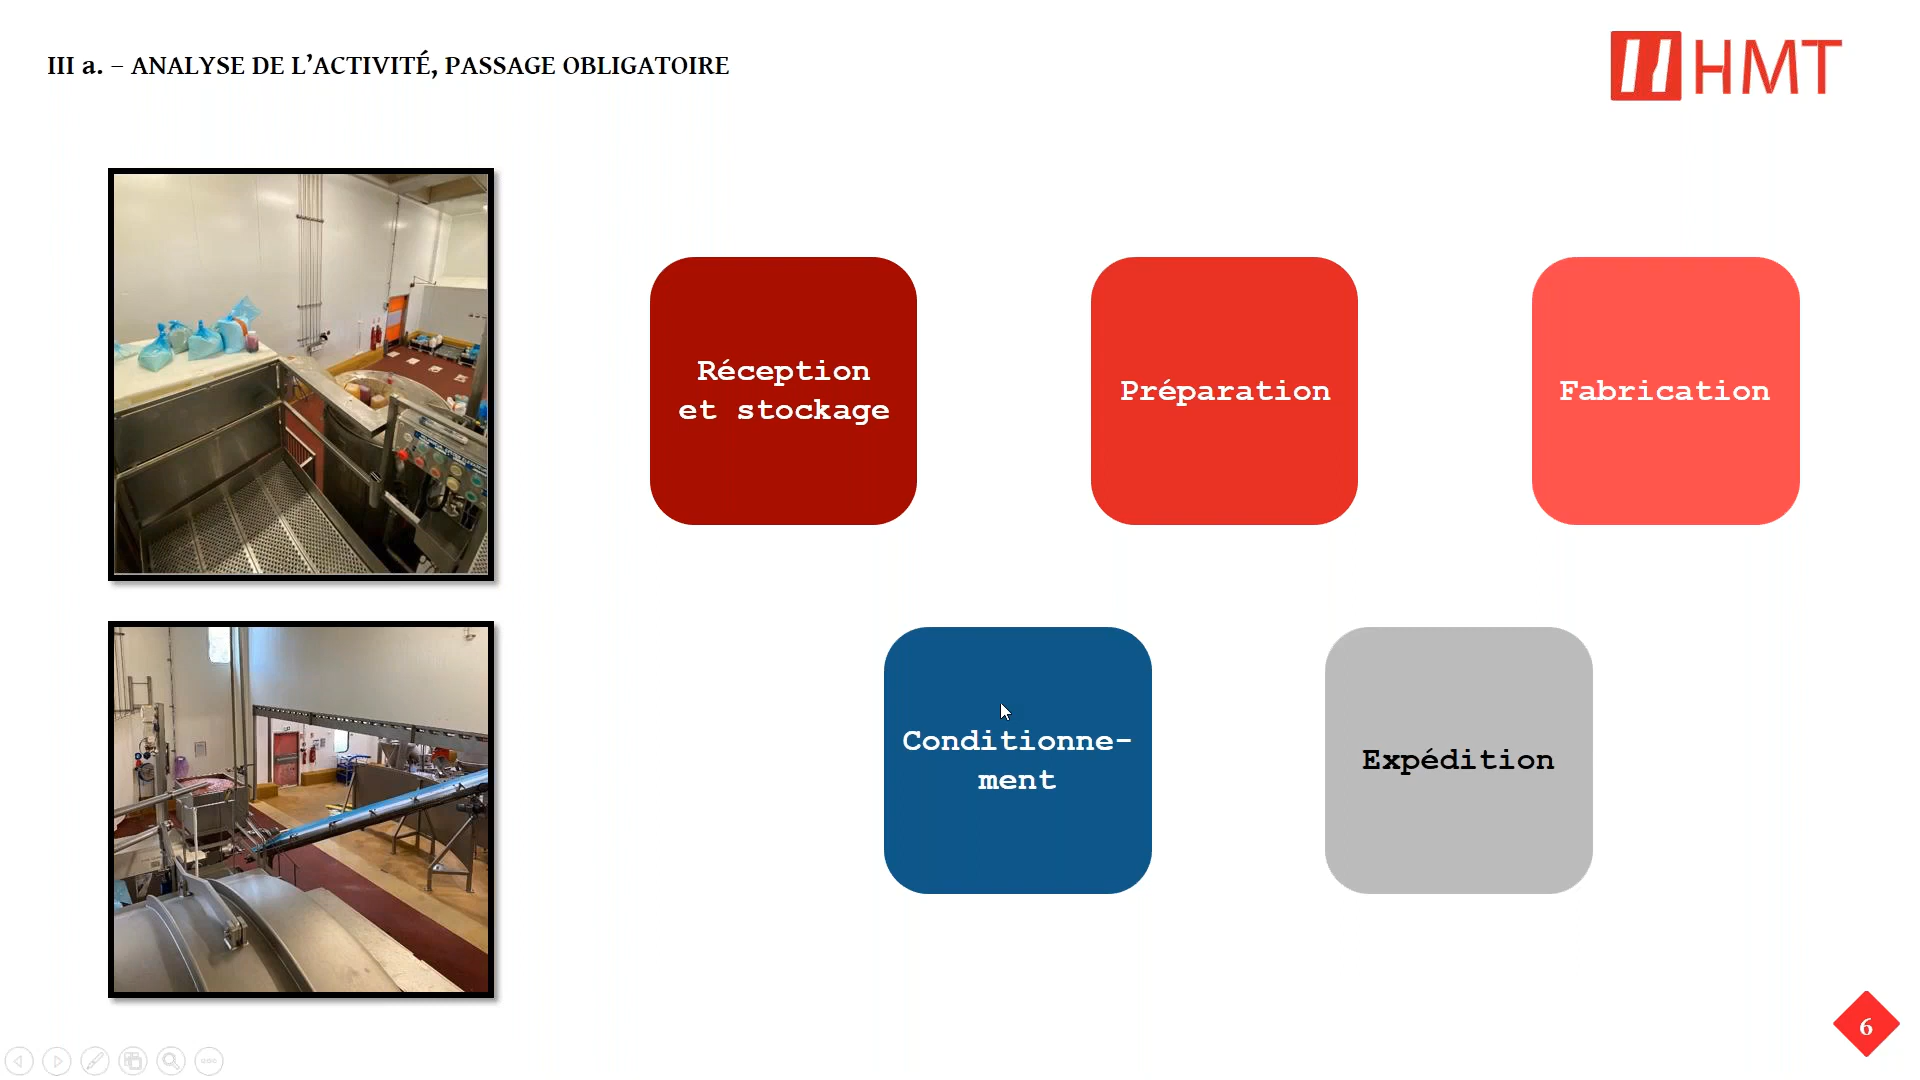 III a. – ANALYSE DE L’ACTIVITÉ, PASSAGE OBLIGATOIRE
HMT
Réception
et stockage
Préparation
Fabrication
Conditionne-
ment
Expédition
6